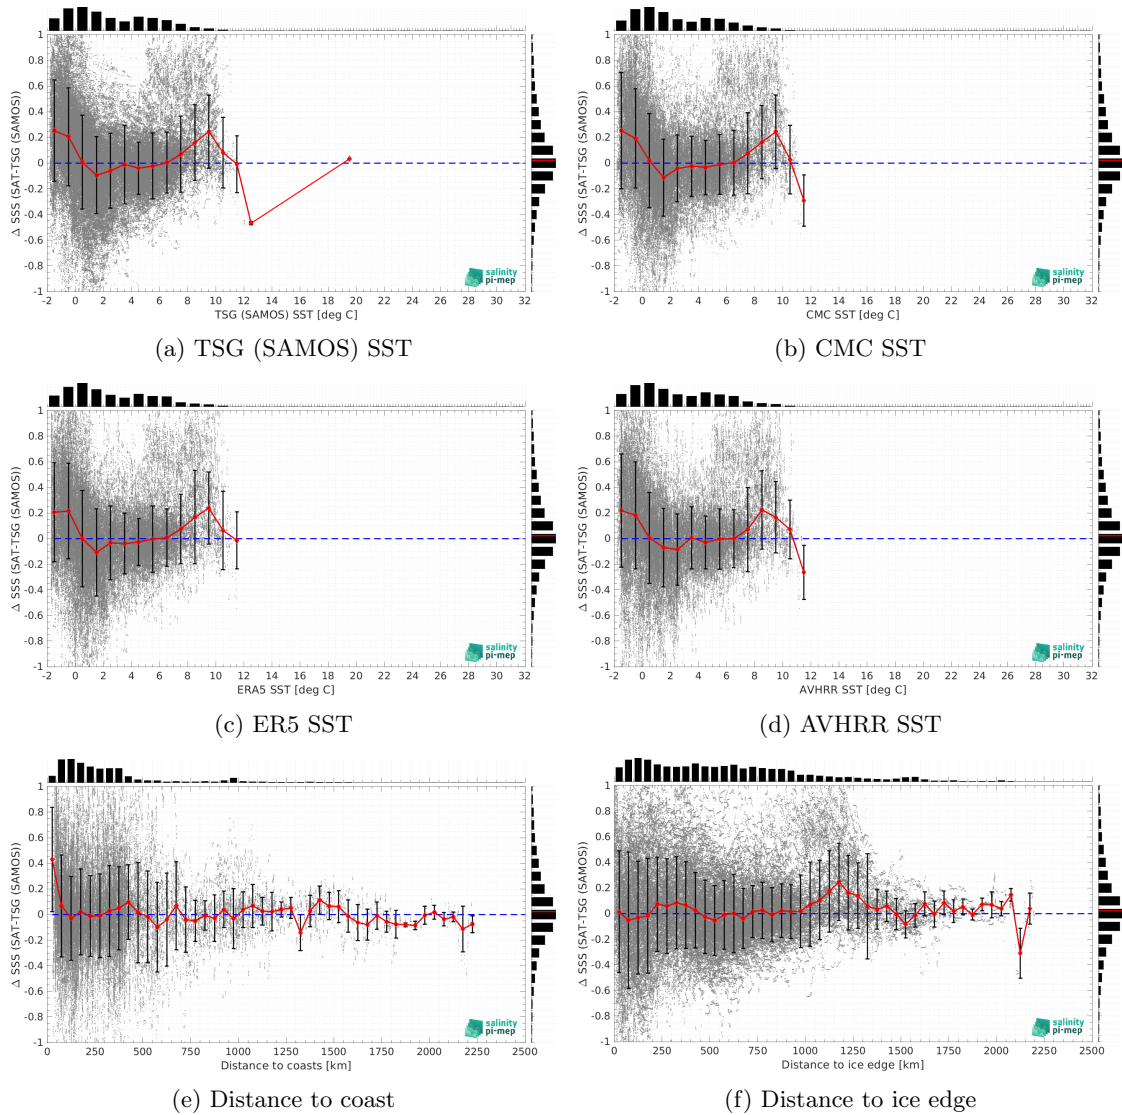 1
0.8
0.6
0.4
0.2
0
-0.2
-0.4
-0.6
-0.8
-1
Δ SSS (SAT-TSG (SAMOS))
-2 0 2 4 6 8 10 12 14 16 18 20 22 24 26 28 30 32
TSG (SAMOS) SST [deg C]
salinity
pi-mep
(a) TSG (SAMOS) SST
1
0.8
0.6
0.4
0.2
0
-0.2
-0.4
-0.6
-0.8
-1
Δ SSS (SAT-TSG (SAMOS))
-2 0 2 4 6 8 10 12 14 16 18 20 22 24 26 28 30 32
CMC SST [deg C]
salinity
pi-mep
(b) CMC SST
1
0.8
0.6
0.4
0.2
0
-0.2
-0.4
-0.6
-0.8
-1
Δ SSS (SAT-TSG (SAMOS))
-2 0 2 4 6 8 10 12 14 16 18 20 22 24 26 28 30 32
ERA5 SST [deg C]
salinity
pi-mep
(c) ER5 SST
1
0.8
0.6
0.4
0.2
0
-0.2
-0.4
-0.6
-0.8
-1
Δ SSS (SAT-TSG (SAMOS))
-2 0 2 4 6 8 10 12 14 16 18 20 22 24 26 28 30 32
AVHRR SST [deg C]
salinity
pi-mep
(d) AVHRR SST
1
0.8
0.6
0.4
0.2
0
-0.2
-0.4
-0.6
-0.8
-1
Δ SSS (SAT-TSG (SAMOS))
0 250 500 750 1000 1250 1500 1750 2000 2250 2500
Distance to coasts [km]
salinity
pi-mep
(e) Distance to coast
1
0.8
0.6
0.4
0.2
0
-0.2
-0.4
-0.6
-0.8
-1
Δ SSS (SAT-TSG (SAMOS))
0 250 500 750 1000 1250 1500 1750 2000 2250 2500
Distance to ice edge [km]
salinity
pi-mep
(f) Distance to ice edge